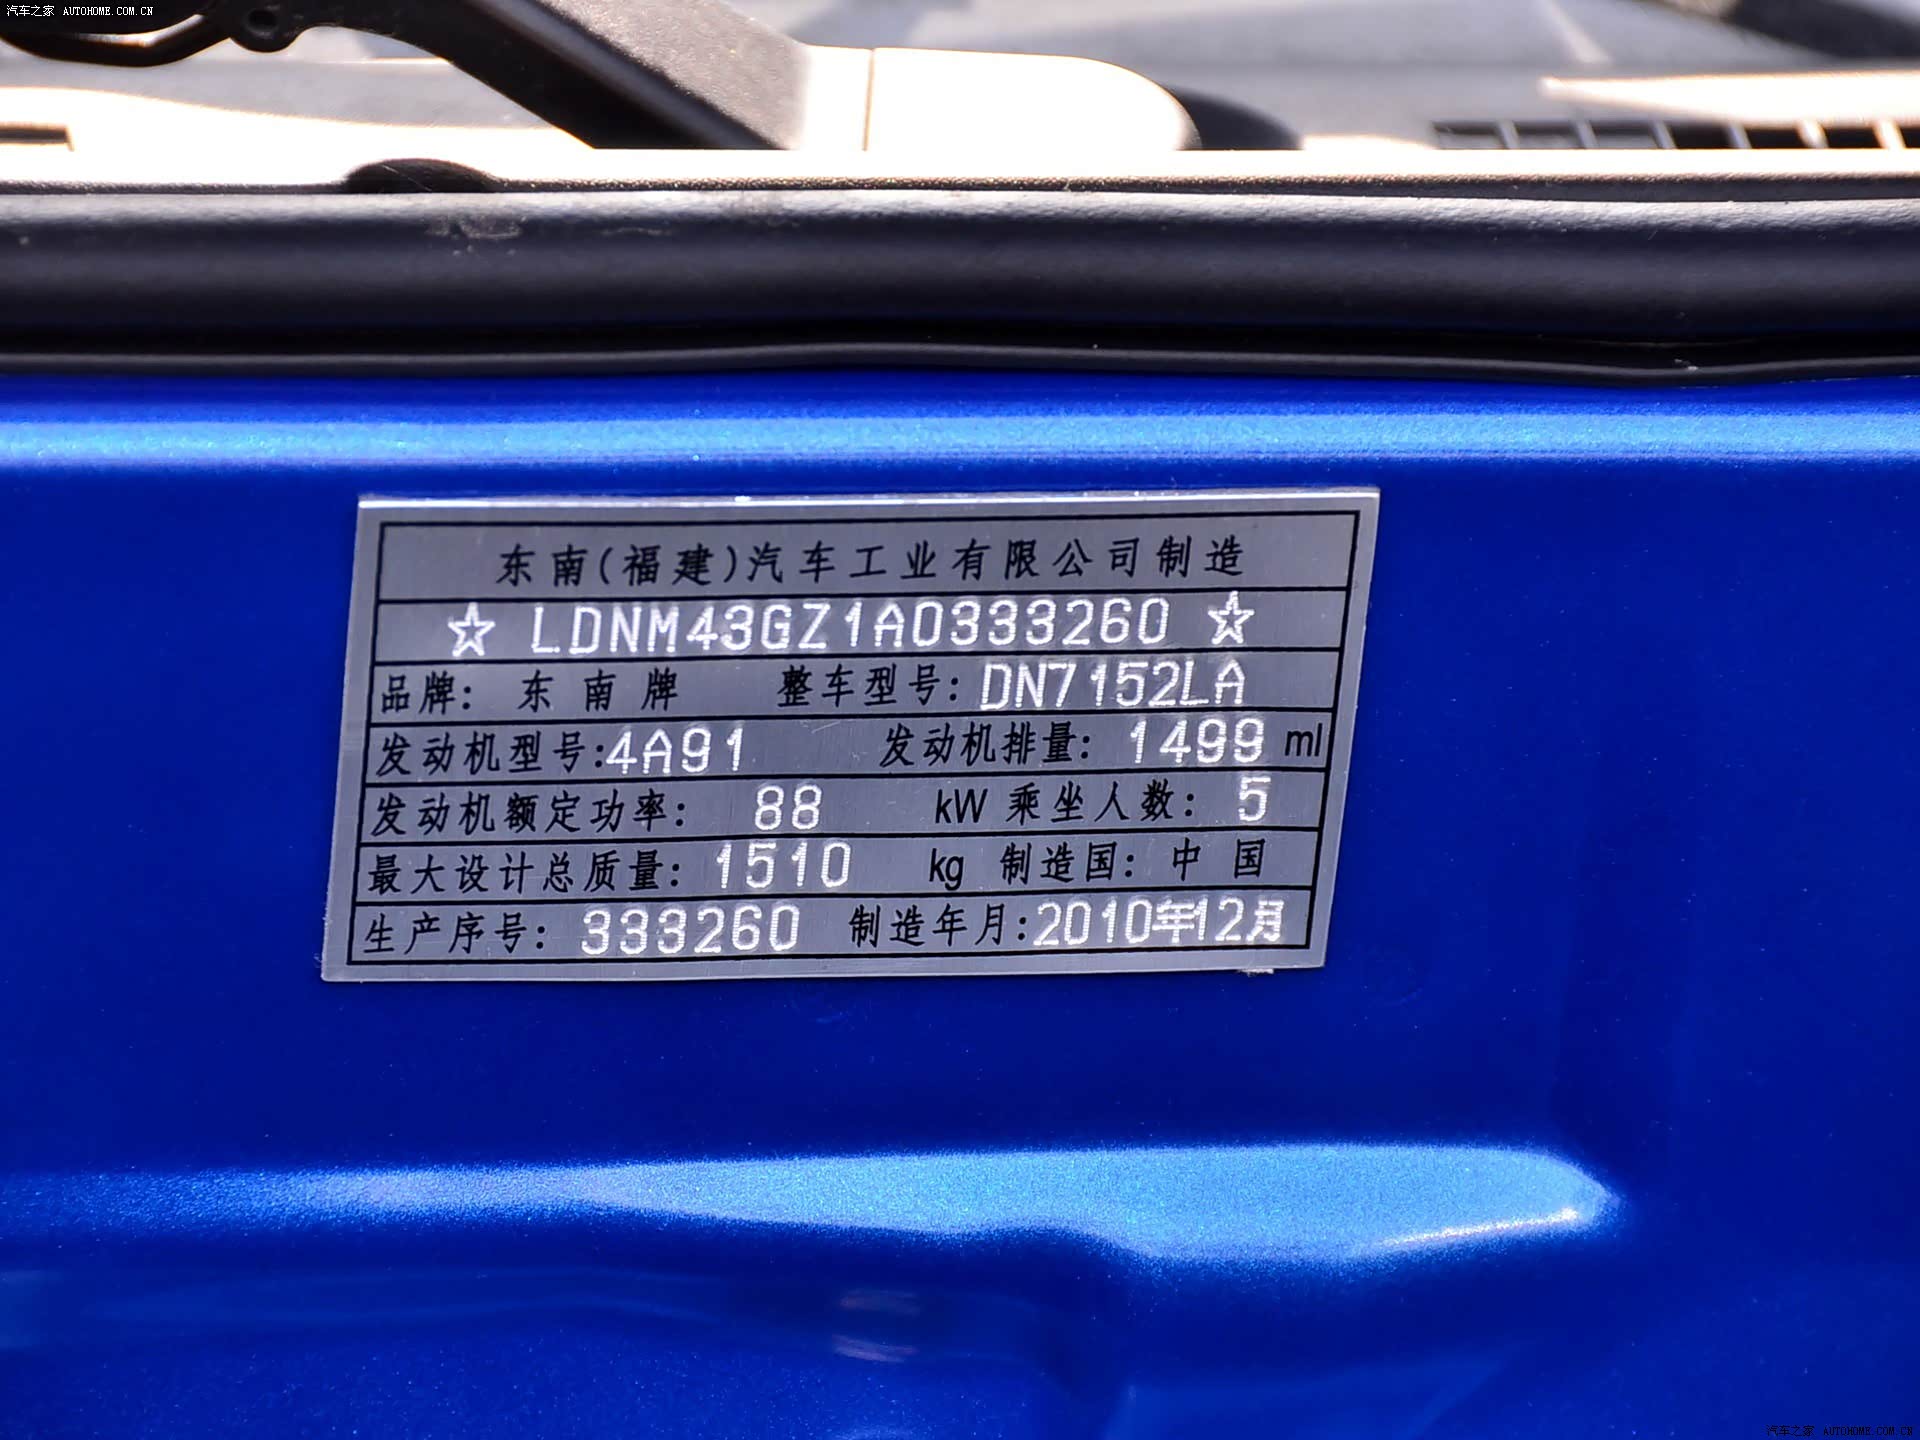 汽车之家 AUTOHOME.COM.CN
东南(福建)汽车工业有限公司制造
☆ LDNM43GZ1A0333260 ☆
品牌: 东南牌 整车型号: DN7152LA
发动机型号:4A91 发动机排量: 1499 ml
发动机额定功率: 88 kW 乘坐人数: 5
最大设计总质量: 1510 kg 制造国: 中国
生产序号: 333260 制造年月:2010年12月
汽车之家 AUTOHOME.COM.CN